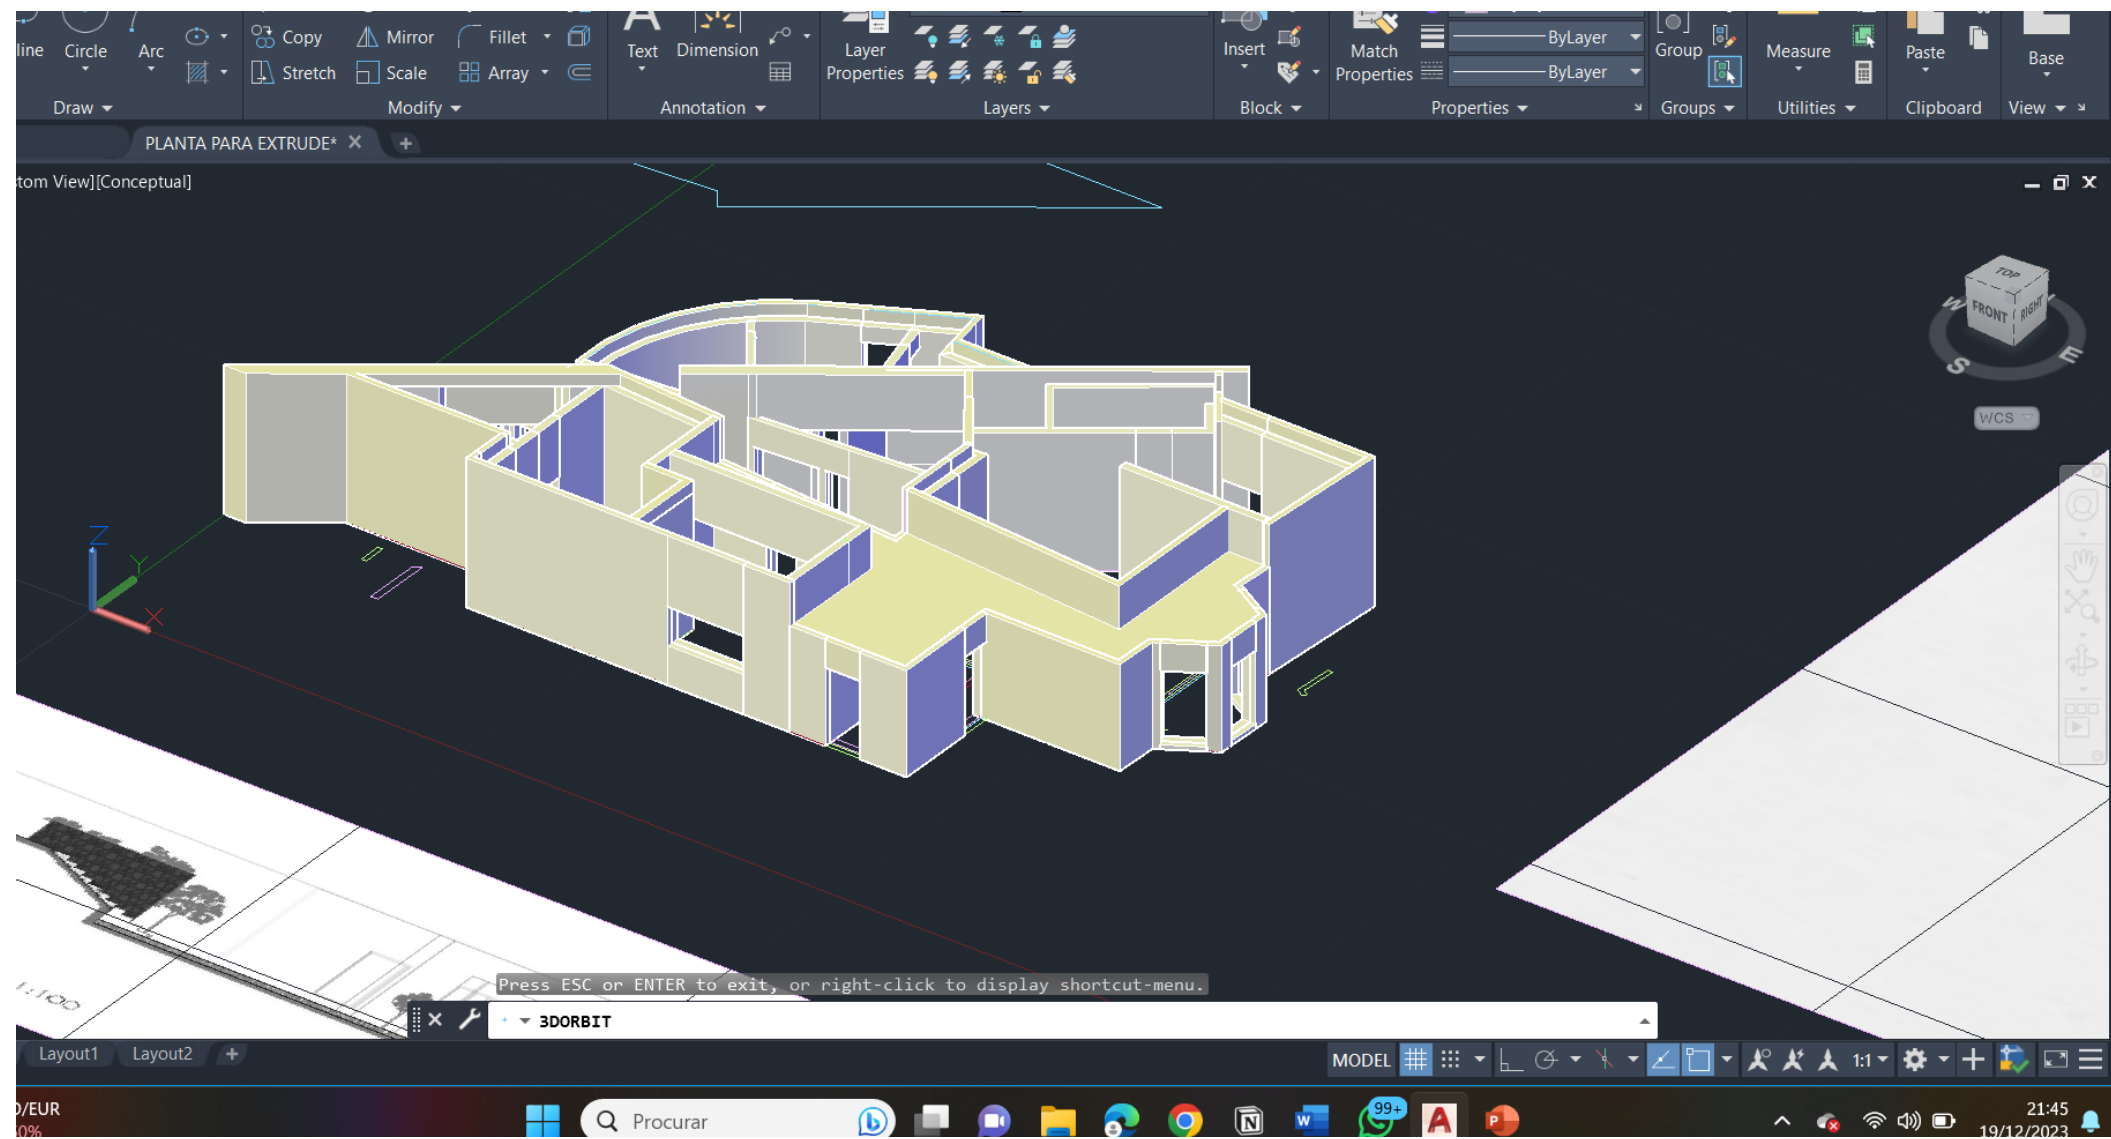 line Circle Arc
Copy Mirror Fillet
Stretch Scale Array
Draw
Modify
A
Text Dimension
Annotation
Layer
Properties
Layers
Insert
Block
Match
Properties
ByLayer
ByLayer
Properties
Group
Groups
Measure
Utilities
Paste
Clipboard
Base
View
PLANTA PARA EXTRUDE*
tom View][Conceptual]
TOP
FRONT RIGHT
W
S
E
WCS
Z
Y
X
1:100
Press ESC or ENTER to exit, or right-click to display shortcut-menu.
3DORBIT
Layout1 Layout2
MODEL
1:1
/EUR
0%
Procurar
99+
21:45
19/12/2023